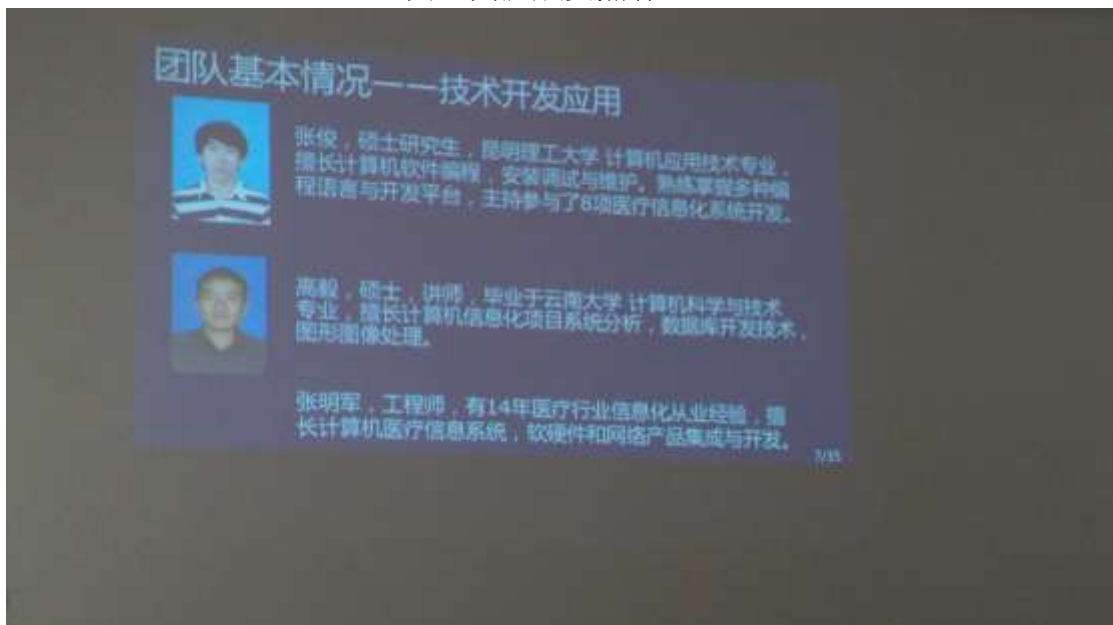 团队基本情况——技术开发应用
张俊，硕士研究生，昆明理工大学 计算机应用技术专业，
擅长计算机软件编程，安装调试与维护。熟练掌握多种编
程语言与开发平台，主持参与了8项医疗信息化系统开发。
高毅，硕士，讲师，毕业于云南大学 计算机科学与技术
专业，擅长计算机信息化项目系统分析，数据库开发技术，
图形图像处理。
张明军，工程师，有14年医疗行业信息化从业经验，擅
长计算机医疗信息系统，软硬件和网络产品集成与开发。
7/35